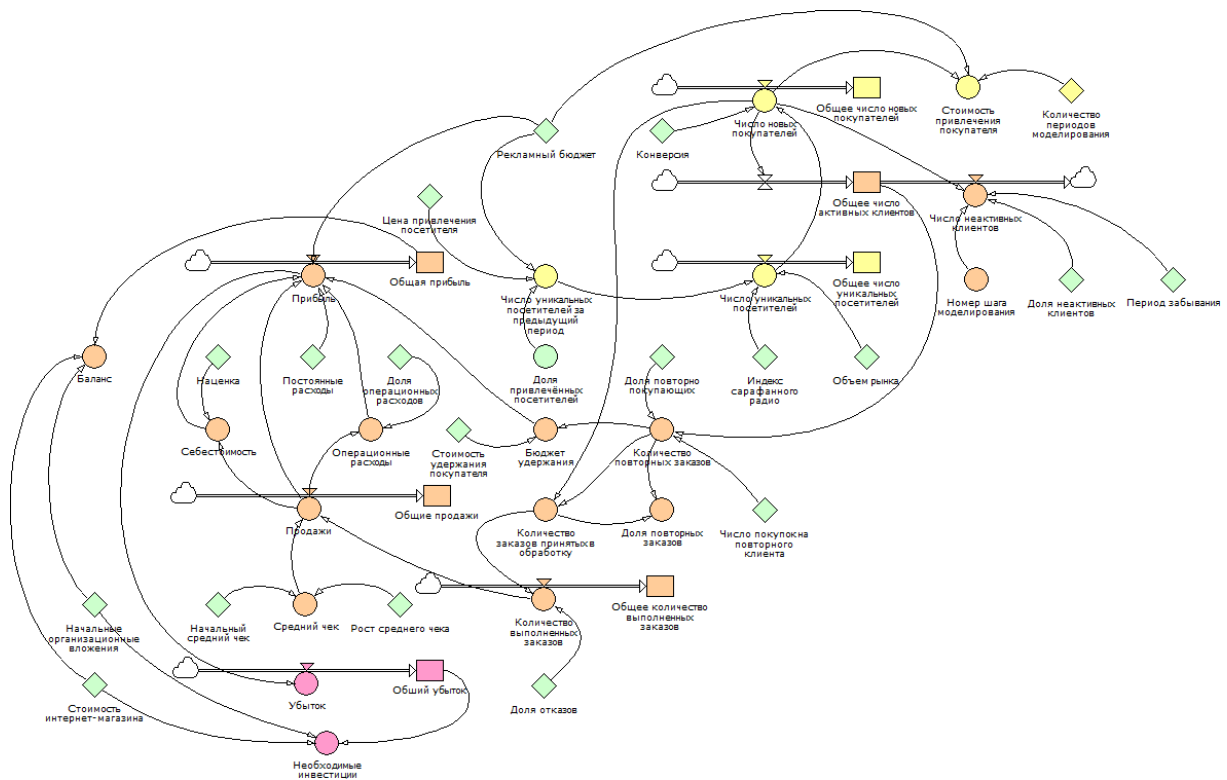 Общее число новых
покупателей
Стоимость
привлечения
покупателя
Количество
периодов
моделирования
Число новых
покупателей
Рекламный бюджет
Конверсия
Общее число
активных клиентов
Число неактивных
клиентов
Цена привлечения
посетителя
Общая прибыль
Прибыль
Число уникальных
посетителей за
предыдущий
период
Число уникальных
посетителей
Общее число
уникальных
посетителей
Номер шага
моделирования
Доля неактивных
клиентов
Период забывания
Баланс
Наценка
Постоянные
расходы
Доля
операционных
расходов
Доля
привлечённых
посетителей
Доля повторно
покупающих
Индекс
сарафанного
радио
Объем рынка
Себестоимость
Операционные
расходы
Стоимость
удержания
покупателя
Бюджет
удержания
Количество
повторных заказов
Общие продажи
Продажи
Количество
заказов принятых в
обработку
Доля повторных
заказов
Число покупок на
повторного
клиента
Начальные
организационные
вложения
Начальный
средний чек
Средний чек
Рост среднего чека
Количество
выполненных
заказов
Общее количество
выполненных
заказов
Стоимость
интернет-магазина
Убыток
Обший убыток
Доля отказов
Необходимые
инвестиции